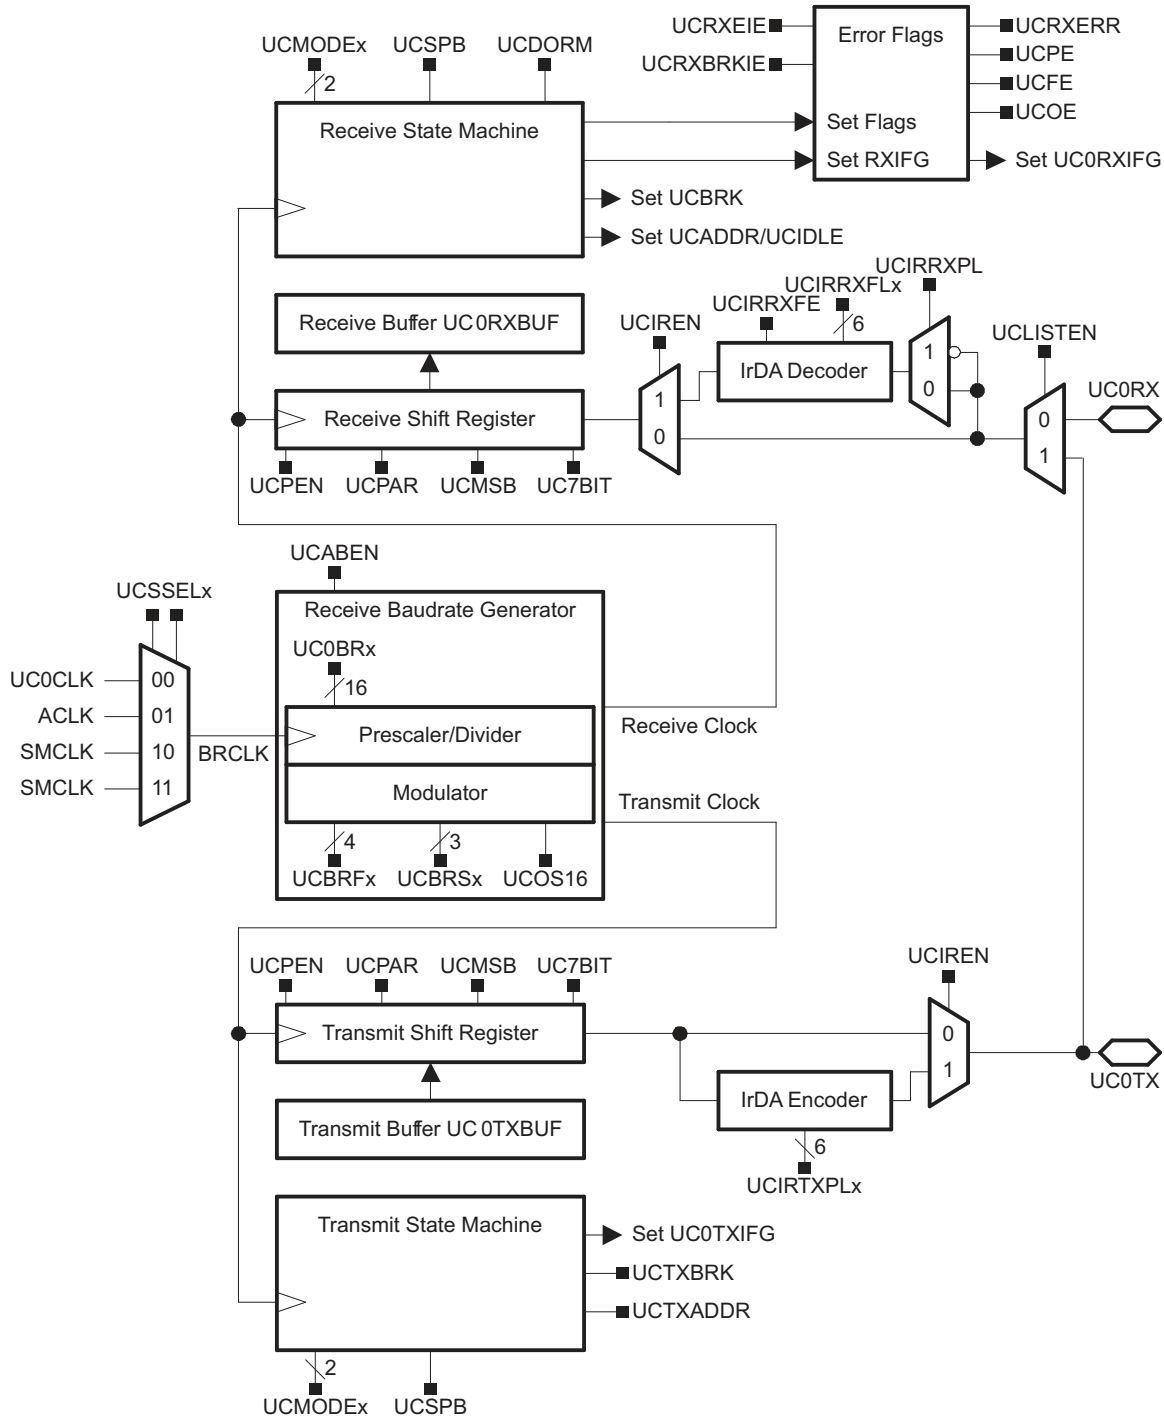 UCMODEx
UCSPB
UCDORM
2
Receive State Machine
UCRXEIE
UCRXBRKIE
Error Flags
Set Flags
Set RXIFG
UCRXERR
UCPE
UCFE
UCOE
Set UC0RXIFG
Set UCBRK
Set UCADDR/UCIDLE
Receive Buffer UC0RXBUF
Receive Shift Register
UCPEN
UCPAR
UCMSB
UC7BIT
UCIREN
1
0
UCIRRXFE
UCIRRXFLx
6
IrDA Decoder
UCIRRXPL
1
0
UCLISTEN
0
1
UC0RX
UCABEN
Receive Baudrate Generator
UCSSELx
UC0CLK
ACLK
SMCLK
SMCLK
00
01
10
11
BRCLK
UC0BRx
16
Prescaler/Divider
Modulator
4
3
UCBRFx
UCBRSx
UCOS16
Receive Clock
Transmit Clock
UCPEN
UCPAR
UCMSB
UC7BIT
Transmit Shift Register
Transmit Buffer UC0TXBUF
UCIREN
0
1
IrDA Encoder
6
UCIRTXPLx
UC0TX
Transmit State Machine
Set UC0TXIFG
UCTXBRK
UCTXADDR
2
UCMODEx
UCSPB